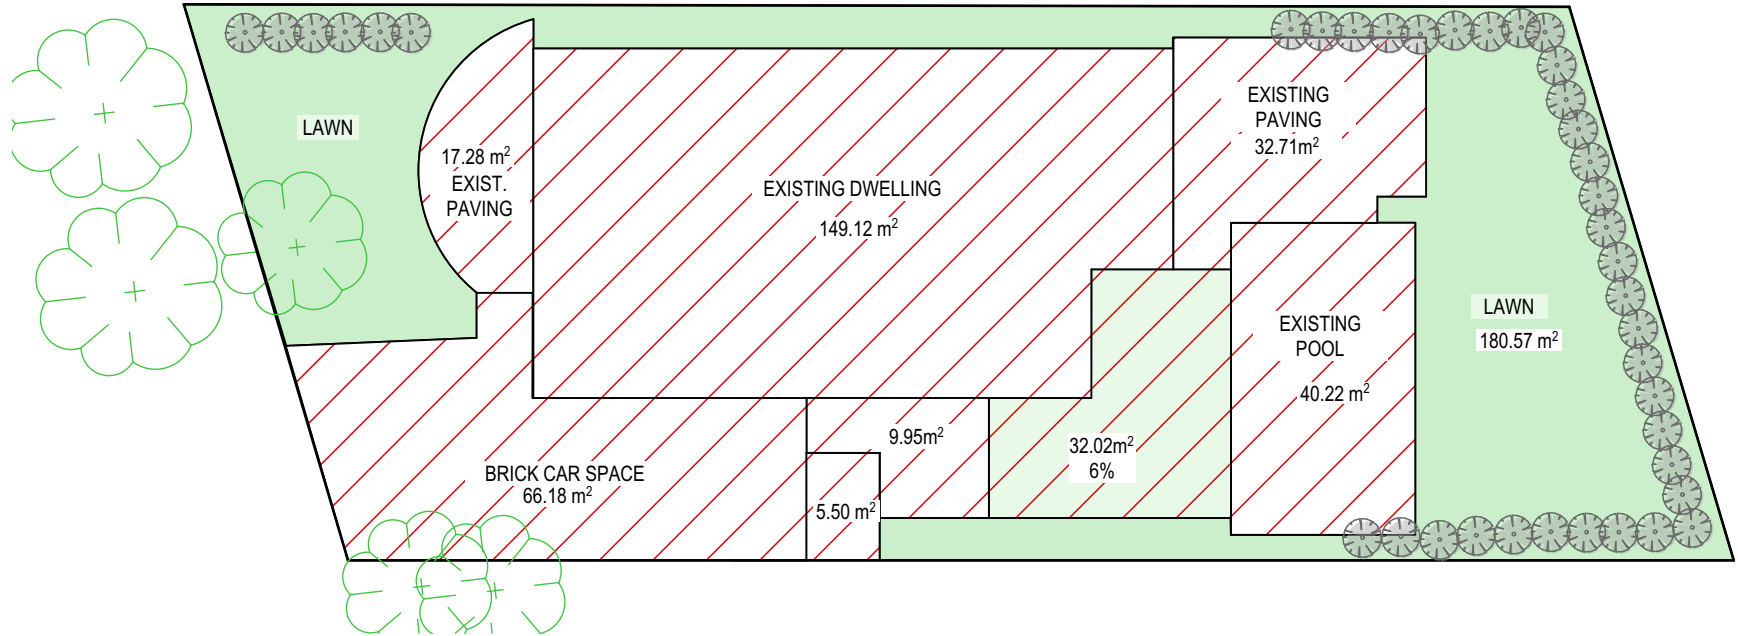 LAWN
17.28 m²
EXIST.
PAVING
EXISTING DWELLING
149.12 m²
EXISTING
PAVING
32.71m²
EXISTING
POOL
40.22 m²
LAWN
180.57 m²
9.95m²
32.02m²
6%
BRICK CAR SPACE
66.18 m²
5.50 m²